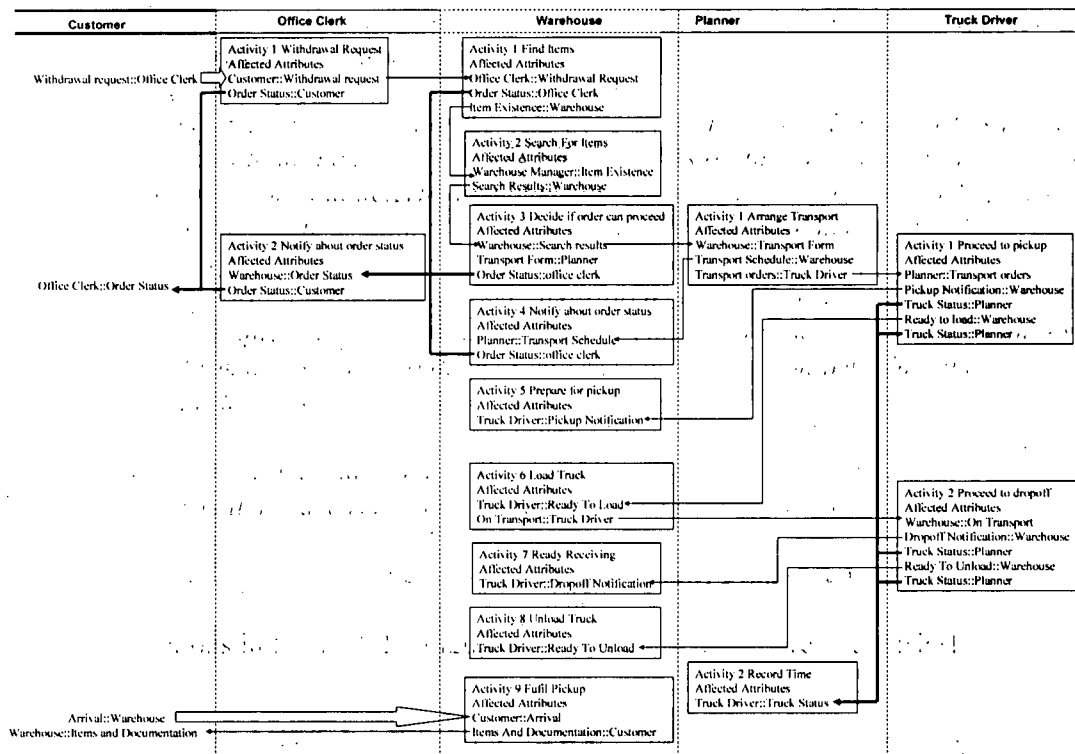 Customer
Office Clerk
Warehouse
Planner
Truck Driver
Withdrawal request::Office Clerk
Office Clerk::Order Status
Arrival::Warehouse
Warehouse::Items and Documentation
Activity 1 Withdrawal Request
Affected Attributes
Customer::Withdrawal request
Order Status::Customer
Activity 2 Notify about order status
Affected Attributes
Warehouse::Order Status
Order Status::Customer
Activity 1 Find Items
Affected Attributes
Office Clerk::Withdrawal Request
Order Status::Office Clerk
Item Existence::Warehouse
Activity 2 Search For Items
Affected Attributes
Warehouse Manager::Item Existence
Search Results::Warehouse
Activity 3 Decide if order can proceed
Affected Attributes
Warehouse::Search results
Transport Form::Planner
Order Status::office clerk
Activity 4 Notify about order status
Affected Attributes
Planner::Transport Schedule
Order Status::office clerk
Activity 5 Prepare for pickup
Affected Attributes
Truck Driver::Pickup Notification
Activity 6 Load Truck
Affected Attributes
Truck Driver::Ready To Load
On Transport::Truck Driver
Activity 7 Ready Receiving
Affected Attributes
Truck Driver::Dropoff Notification
Activity 8 Unload Truck
Affected Attributes
Truck Driver::Ready To Unload
Activity 9 Fulfil Pickup
Affected Attributes
Customer::Arrival
Items And Documentation::Customer
Activity 1 Arrange Transport
Affected Attributes
Warehouse::Transport Form
Transport Schedule::Warehouse
Transport orders::Truck Driver
Activity 2 Record Time
Affected Attributes
Truck Driver::Truck Status
Activity 1 Proceed to pickup
Affected Attributes
Planner::Transport orders
Pickup Notification::Warehouse
Truck Status::Planner
Ready to load::Warehouse
Truck Status::Planner
Activity 2 Proceed to dropoff
Affected Attributes
Warehouse::On Transport
Dropoff Notification::Warehouse
Truck Status::Planner
Ready To Unload::Warehouse
Truck Status::Planner